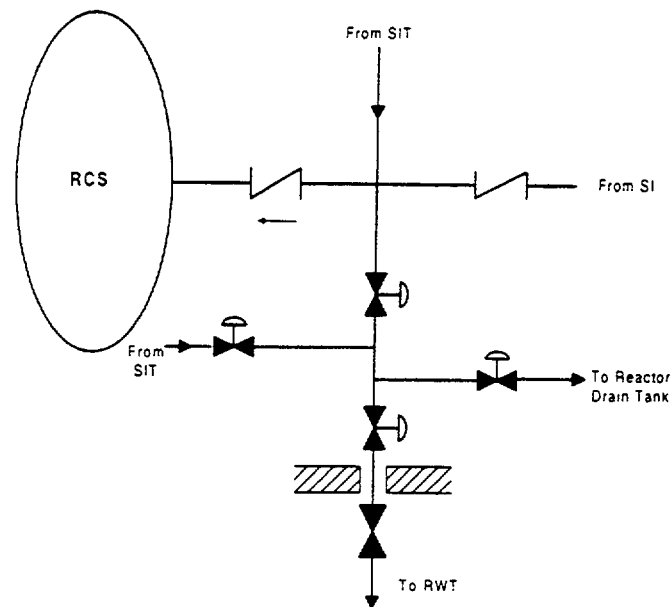 From SIT
RCS
From SI
From
SIT
To Reactor
Drain Tank
To RWT